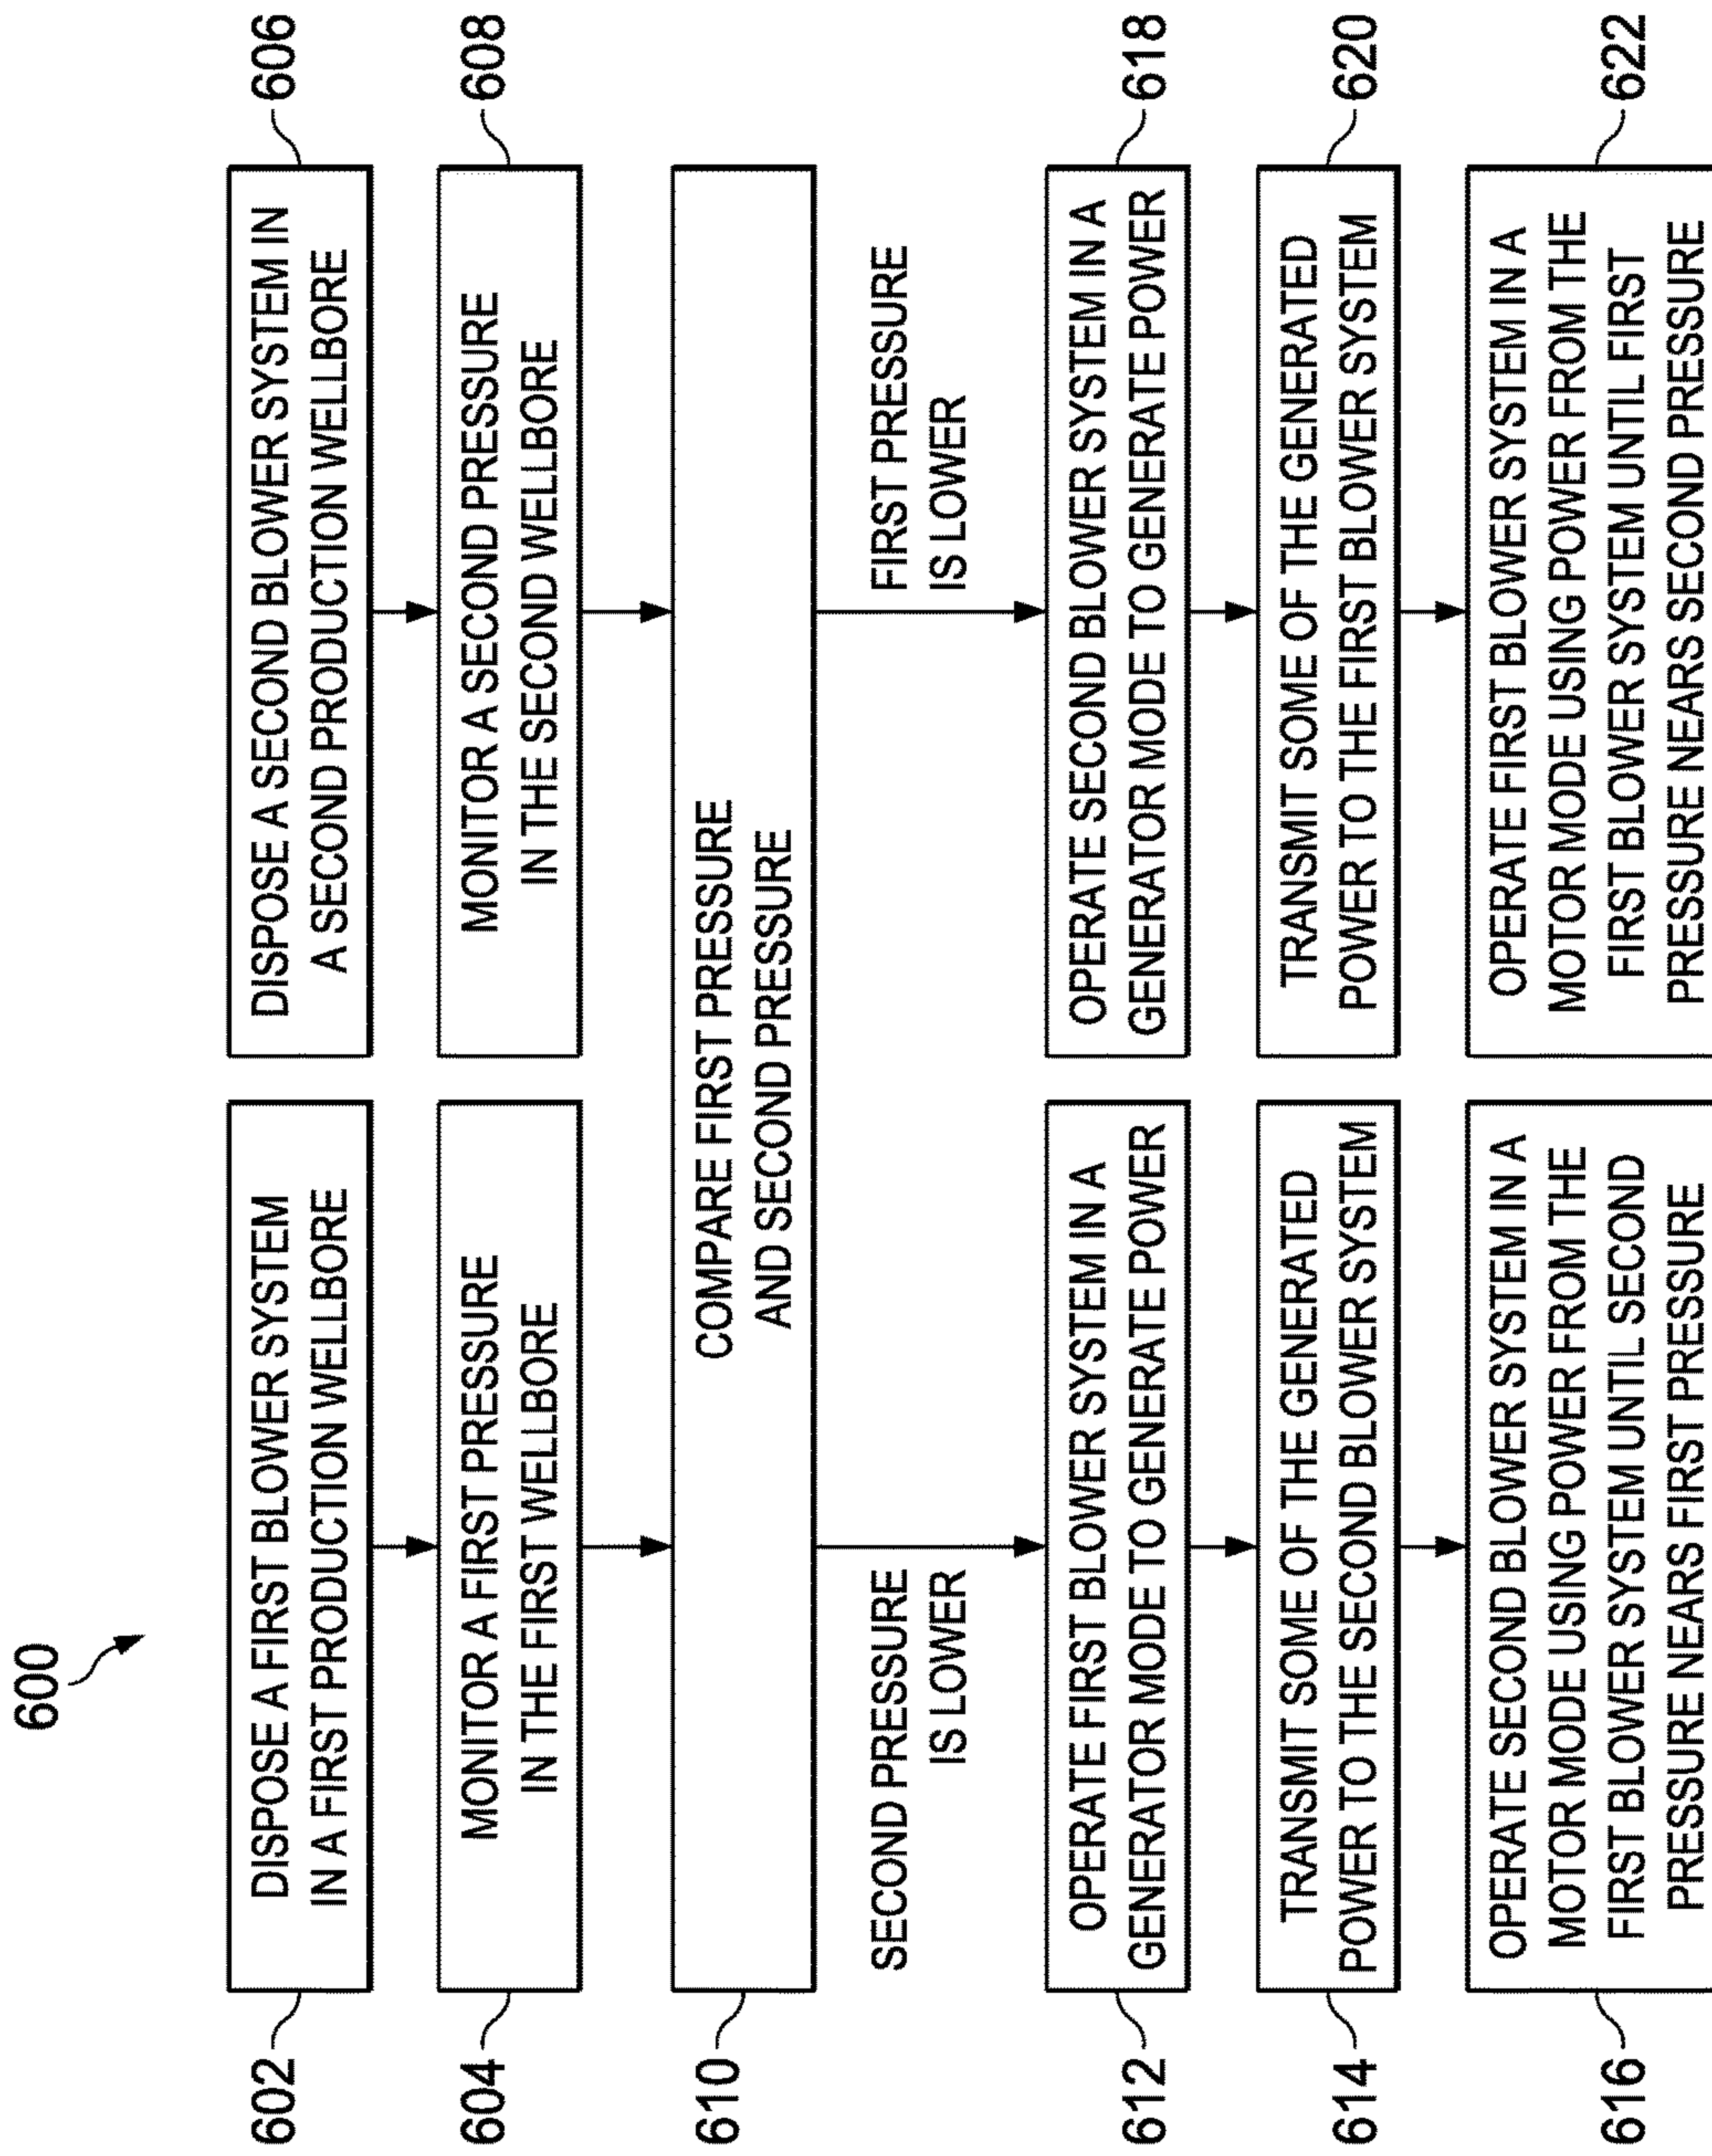 600
602
DISPOSE A FIRST BLOWER SYSTEM
IN A FIRST PRODUCTION WELLBORE
DISPOSE A SECOND BLOWER SYSTEM IN
A SECOND PRODUCTION WELLBORE
606
604
MONITOR A FIRST PRESSURE
IN THE FIRST WELLBORE
MONITOR A SECOND PRESSURE
IN THE SECOND WELLBORE
608
610
COMPARE FIRST PRESSURE
AND SECOND PRESSURE
SECOND PRESSURE
IS LOWER
FIRST PRESSURE
IS LOWER
612
OPERATE FIRST BLOWER SYSTEM IN A
GENERATOR MODE TO GENERATE POWER
OPERATE SECOND BLOWER SYSTEM IN A
GENERATOR MODE TO GENERATE POWER
618
614
TRANSMIT SOME OF THE GENERATED
POWER TO THE SECOND BLOWER SYSTEM
TRANSMIT SOME OF THE GENERATED
POWER TO THE FIRST BLOWER SYSTEM
620
616
OPERATE SECOND BLOWER SYSTEM IN A
MOTOR MODE USING POWER FROM THE
FIRST BLOWER SYSTEM UNTIL SECOND
PRESSURE NEARS FIRST PRESSURE
OPERATE FIRST BLOWER SYSTEM IN A
MOTOR MODE USING POWER FROM THE
FIRST BLOWER SYSTEM UNTIL FIRST
PRESSURE NEARS SECOND PRESSURE
622